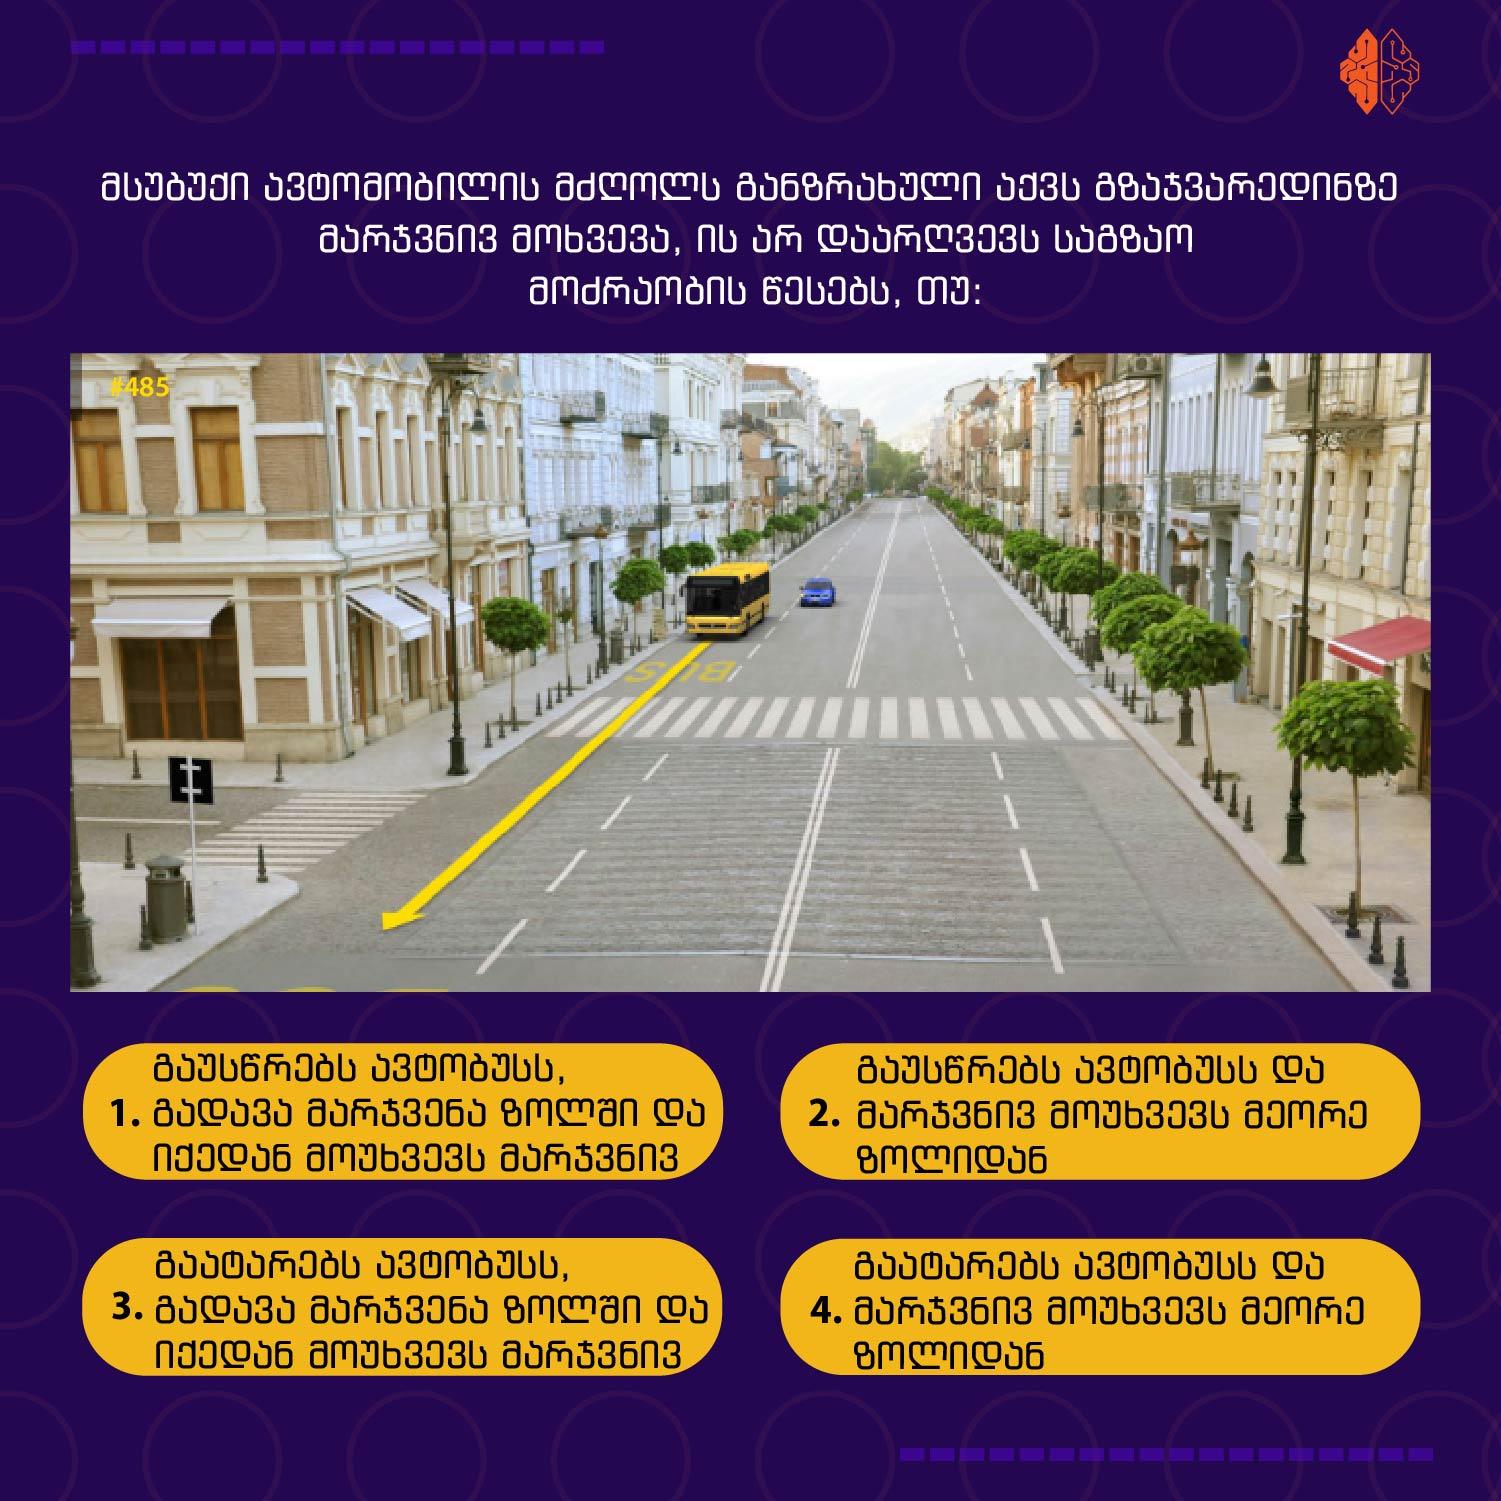 მსუბუქი ავტომობილის მძღოლს განზრახული აქვს გზაჯვარედინზე
მარჯვნივ მოხვევა, ის არ დაარღვევს საგზაო
მოძრაობის წესებს, თუ:
#485
BUS
1. გაუსწრებს ავტობუსს,
გადავა მარჯვენა ზოლში და
იქედან მოუხვევს მარჯვნივ
2. გაუსწრებს ავტობუსს და
მარჯვნივ მოუხვევს მეორე
ზოლიდან
3. გაატარებს ავტობუსს,
გადავა მარჯვენა ზოლში და
იქედან მოუხვევს მარჯვნივ
4. გაატარებს ავტობუსს და
მარჯვნივ მოუხვევს მეორე
ზოლიდან